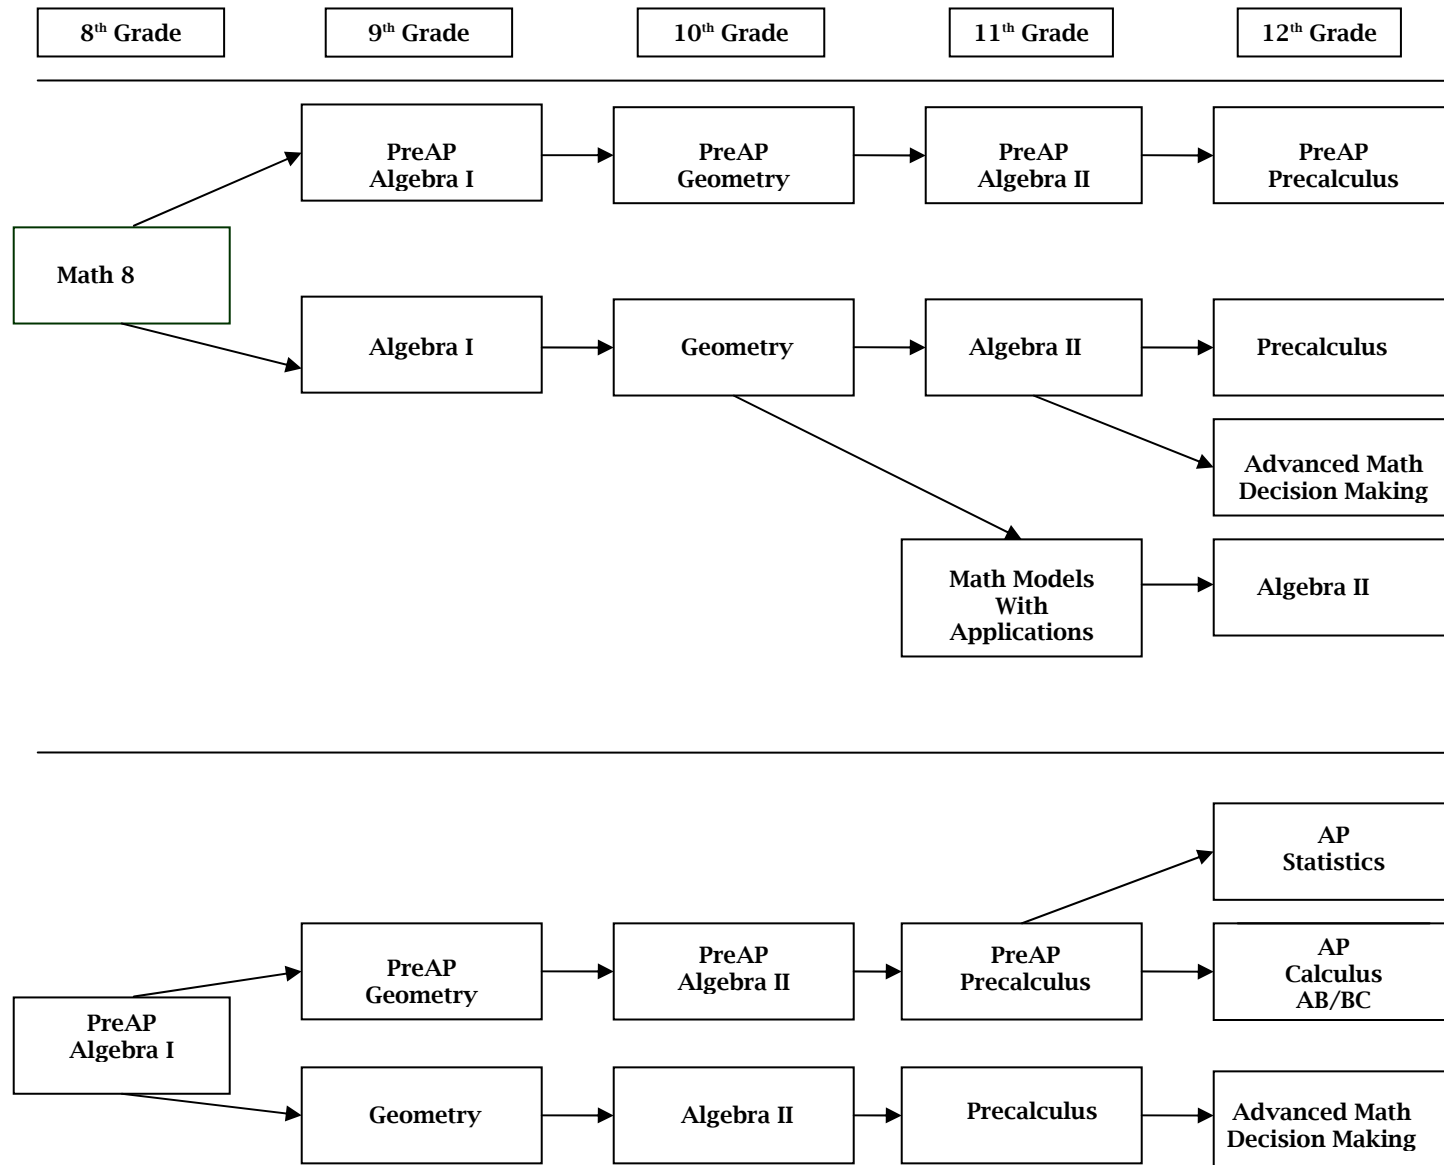 8th Grade
9th Grade
10th Grade
11th Grade
12th Grade
PreAP
Algebra I
PreAP
Geometry
PreAP
Algebra II
PreAP
Precalculus
Math 8
Algebra I
Geometry
Algebra II
Precalculus
Advanced Math
Decision Making
Math Models
With
Applications
Algebra II
AP
Statistics
PreAP
Geometry
PreAP
Algebra II
PreAP
Precalculus
AP
Calculus
AB/BC
PreAP
Algebra I
Geometry
Algebra II
Precalculus
Advanced Math
Decision Making